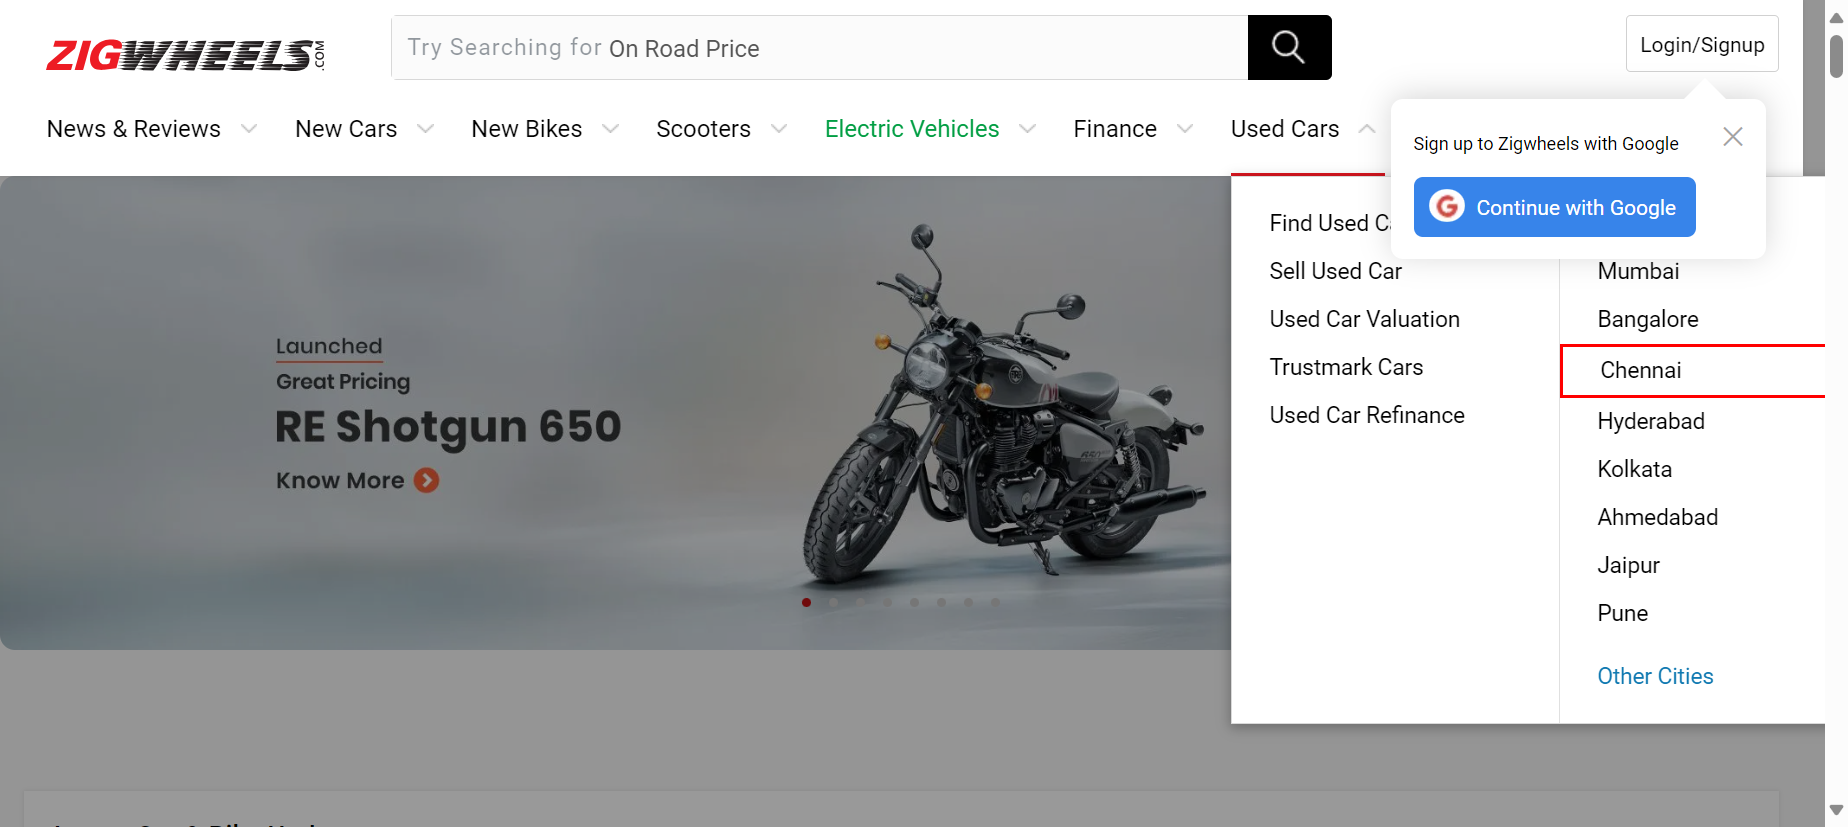 ZIGWHEELS.COM
Try Searching for On Road Price
Login/Signup
News & Reviews
New Cars
New Bikes
Scooters
Electric Vehicles
Finance
Used Cars
Sign up to Zigwheels with Google
Continue with Google
Find Used
Sell Used Car
Used Car Valuation
Trustmark Cars
Used Car Refinance
Mumbai
Bangalore
Chennai
Hyderabad
Kolkata
Ahmedabad
Jaipur
Pune
Other Cities
Launched
Great Pricing
RE Shotgun 650
Know More